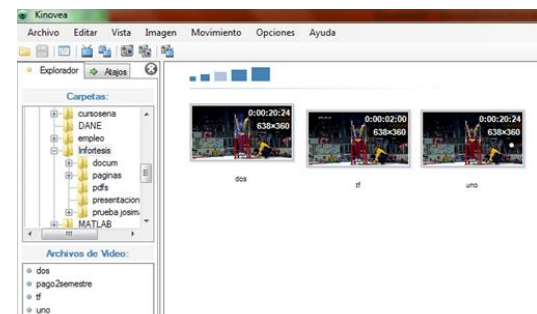 Kinovea
Archivo Editar Vista Imagen Movimiento Opciones Ayuda
Explorador Atajos
Carpetas:
cursosena
DANE
empleo
Infortesis
docum
paginas
pdfs
presentacion
prueba josim
MATLAB
Archivos de Video:
dos
pago2semestre
tf
uno
0:00:20:24
638×360
dos
0:00:02:00
638×360
tf
0:00:20:24
638×360
uno